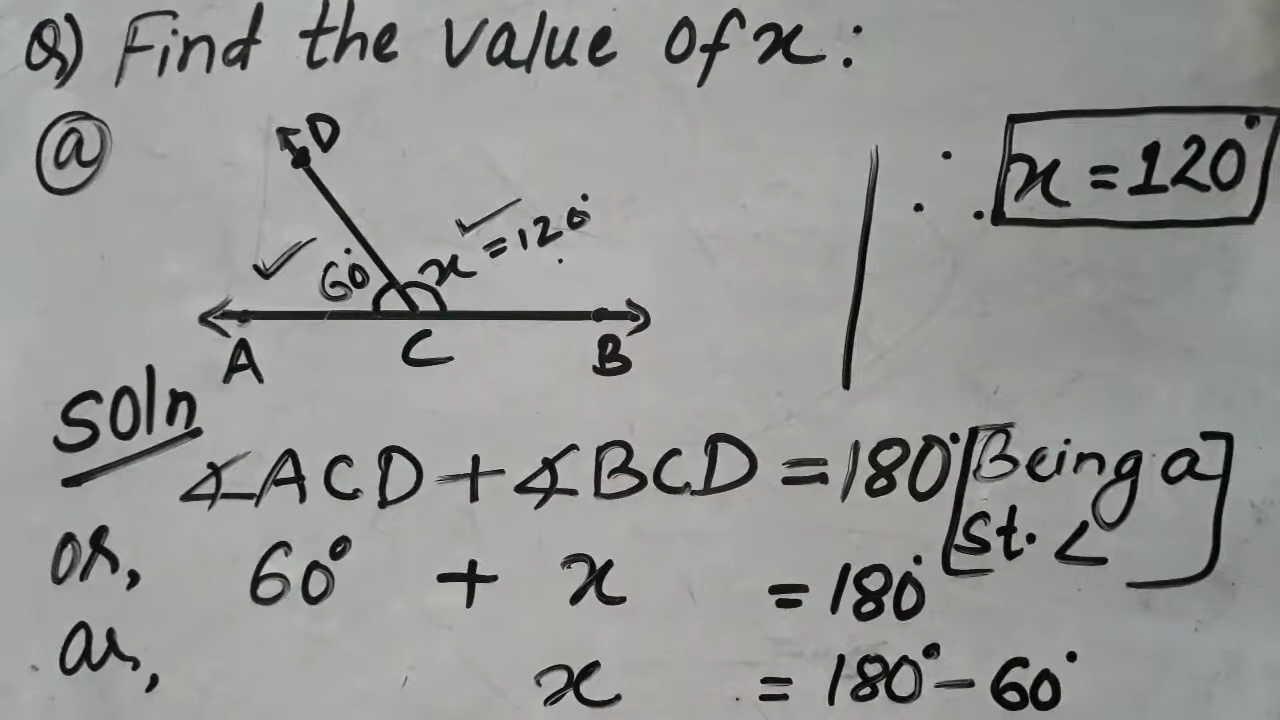 Q) Find the value of x:
(a)
D
60° x = 120°
A C B
∴ x = 120°
Soln
∡ACD + ∡BCD = 180° [Being a
st. <]
or, 60° + x = 180°
or, x = 180° - 60°